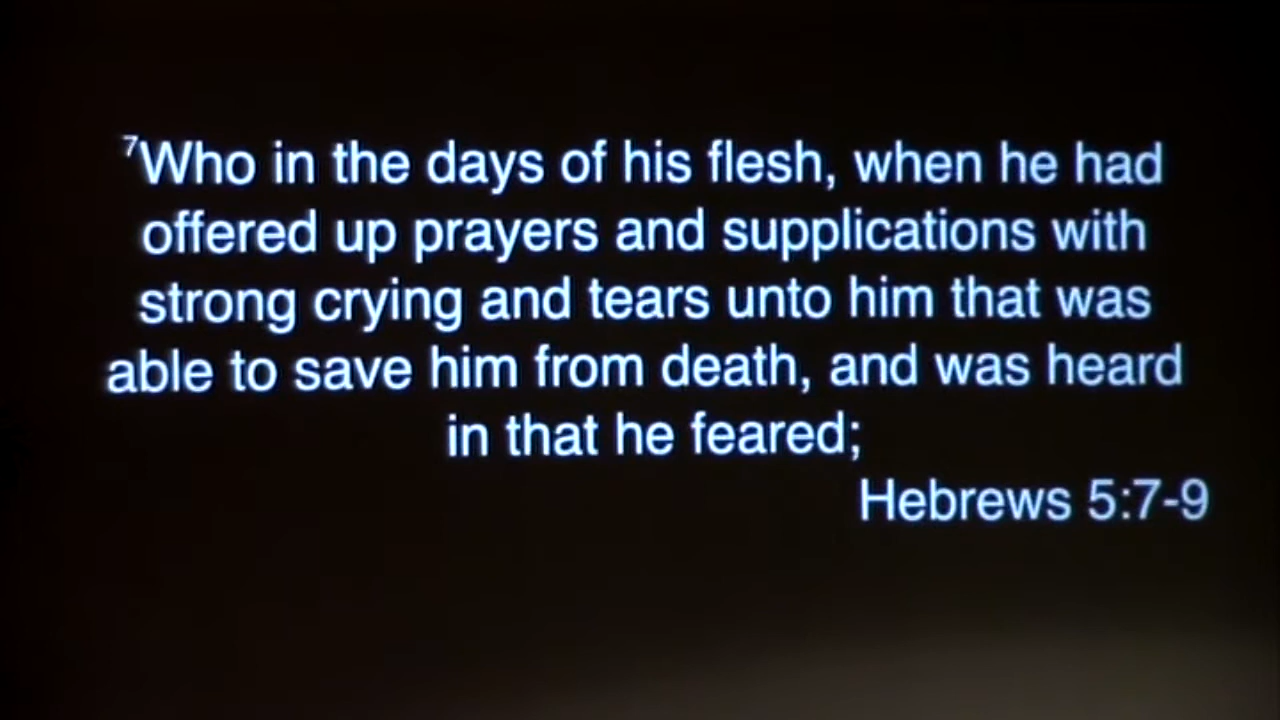 ⁷Who in the days of his flesh, when he had
offered up prayers and supplications with
strong crying and tears unto him that was
able to save him from death, and was heard
in that he feared;
Hebrews 5:7-9